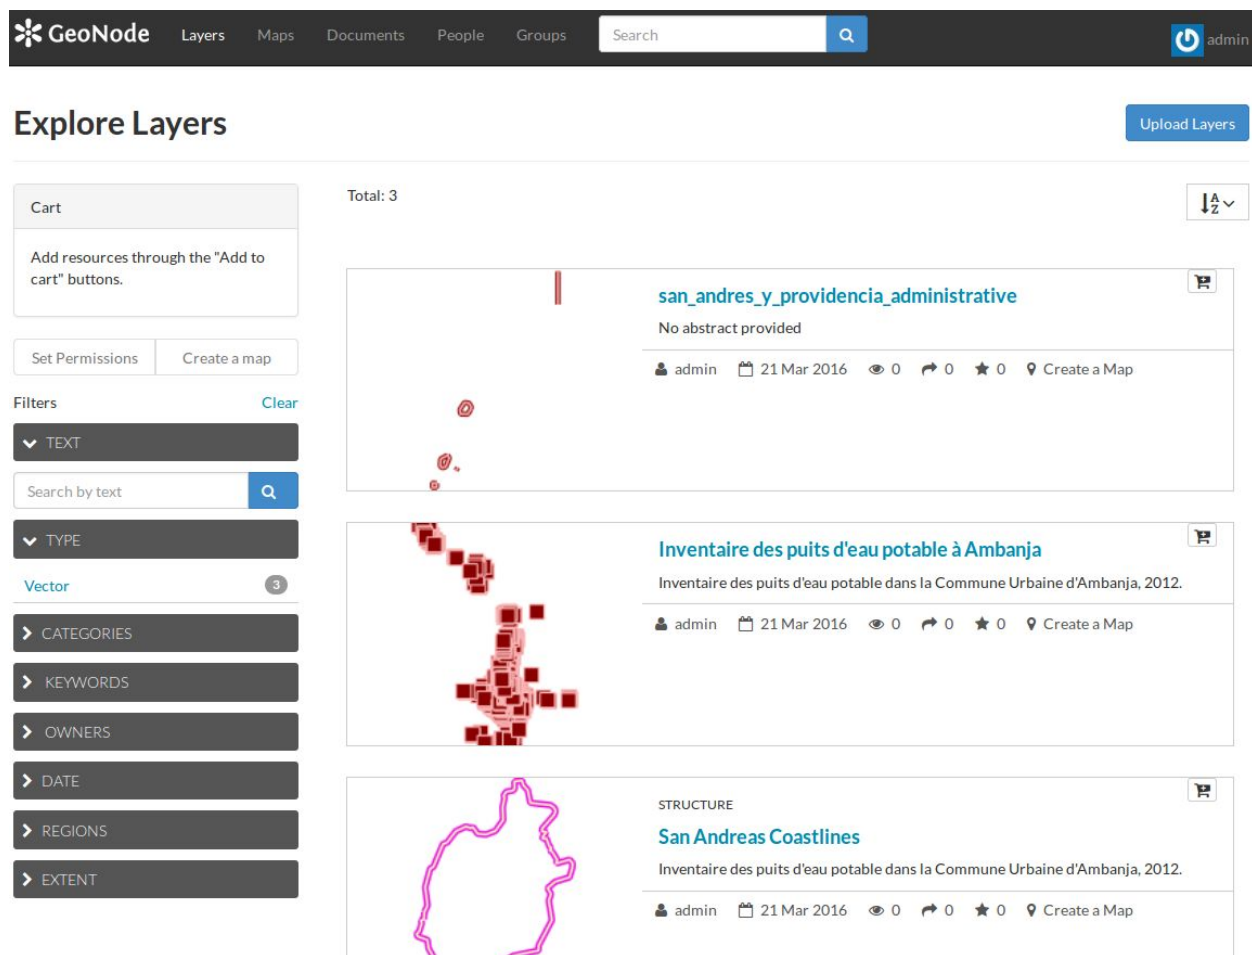 GeoNode Layers Maps Documents People Groups Search admin
Explore Layers Upload Layers
Cart
Add resources through the "Add to
cart" buttons.
Set Permissions Create a map
Filters Clear
TEXT
Search by text
TYPE
Vector 3
CATEGORIES
KEYWORDS
OWNERS
DATE
REGIONS
EXTENT
Total: 3
san_andres_y_providencia_administrative
No abstract provided
admin 21 Mar 2016 0 0 0 Create a Map
Inventaire des puits d'eau potable à Ambanja
Inventaire des puits d'eau potable dans la Commune Urbaine d'Ambanja, 2012.
admin 21 Mar 2016 0 0 0 Create a Map
STRUCTURE
San Andreas Coastlines
Inventaire des puits d'eau potable dans la Commune Urbaine d'Ambanja, 2012.
admin 21 Mar 2016 0 0 0 Create a Map